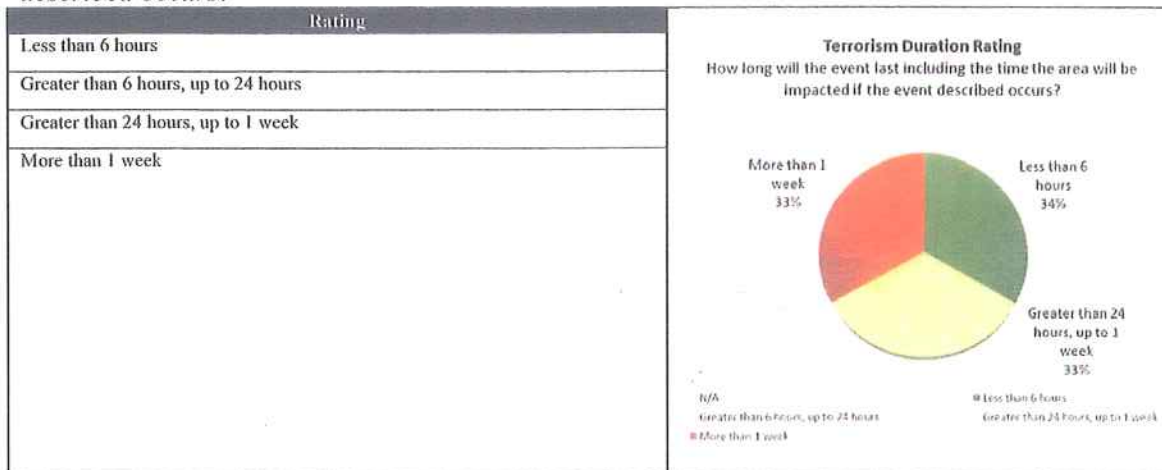 Rating
Less than 6 hours
Greater than 6 hours, up to 24 hours
Greater than 24 hours, up to 1 week
More than 1 week
Terrorism Duration Rating
How long will the event last including the time the area will be
impacted if the event described occurs?
More than 1
week
33%
Less than 6
hours
34%
Greater than 24
hours, up to 1
week
33%
N/A
Less than 6 hours
Greater than 6 hours, up to 24 hours
Greater than 24 hours, up to 1 week
More than 1 week